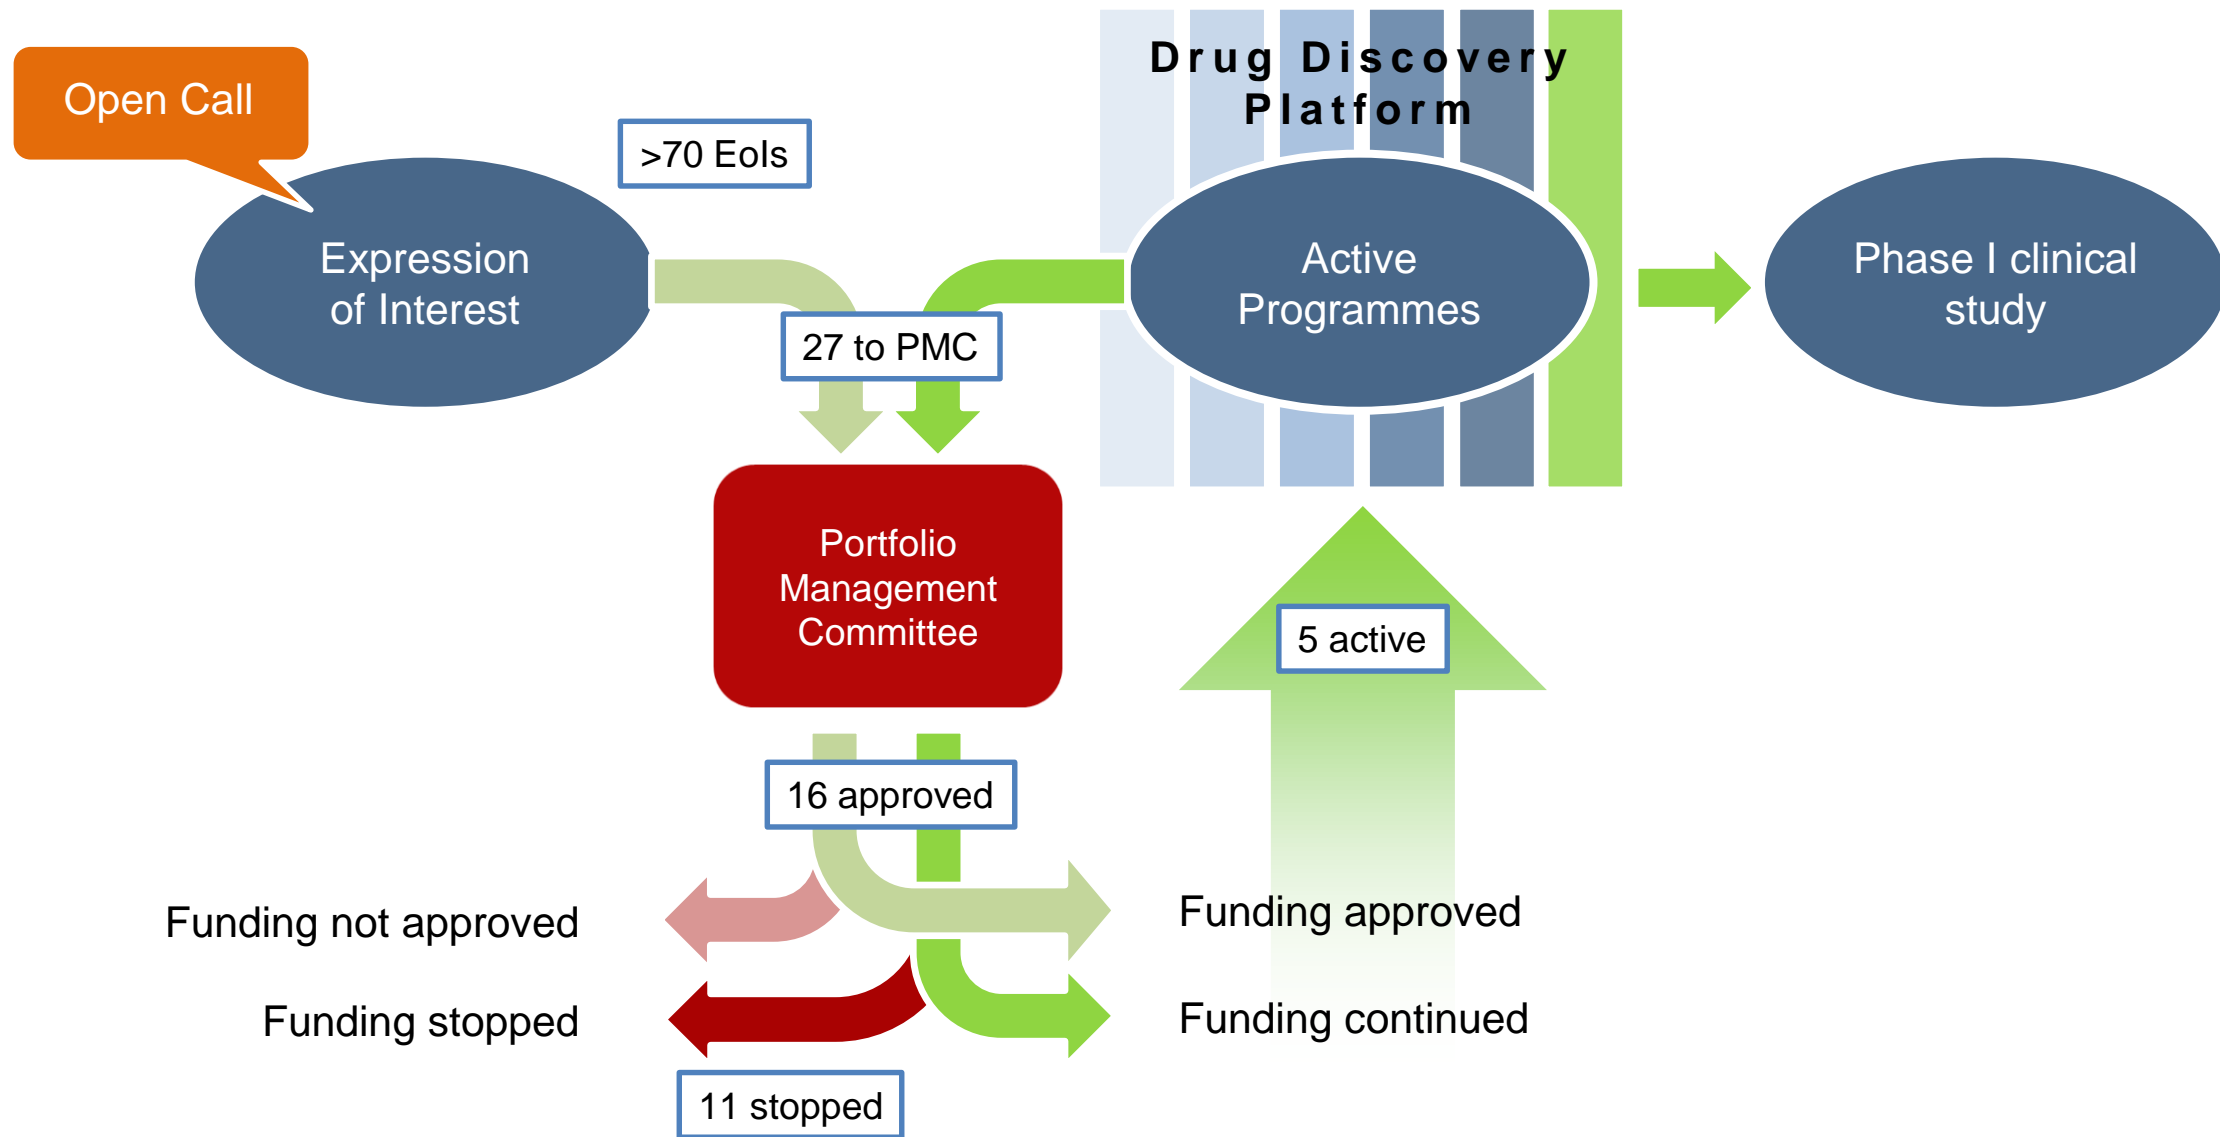 Open Call
>70 EoIs
Drug Discovery
Platform
Expression
of Interest
Active
Programmes
Phase I clinical
study
27 to PMC
Portfolio
Management
Committee
5 active
16 approved
Funding not approved
Funding approved
Funding stopped
Funding continued
11 stopped